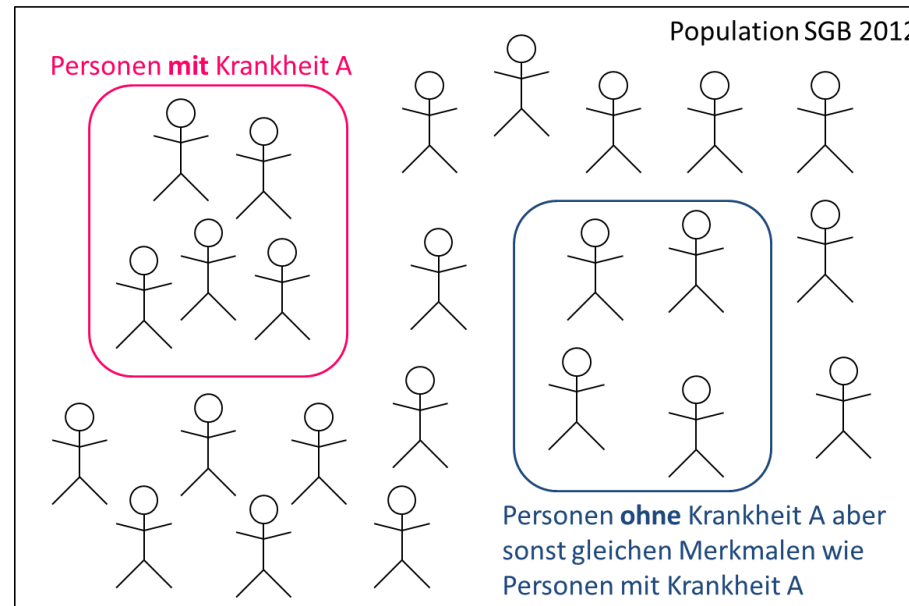 Population SGB 2012
Personen mit Krankheit A
Personen ohne Krankheit A aber
sonst gleichen Merkmalen wie
Personen mit Krankheit A